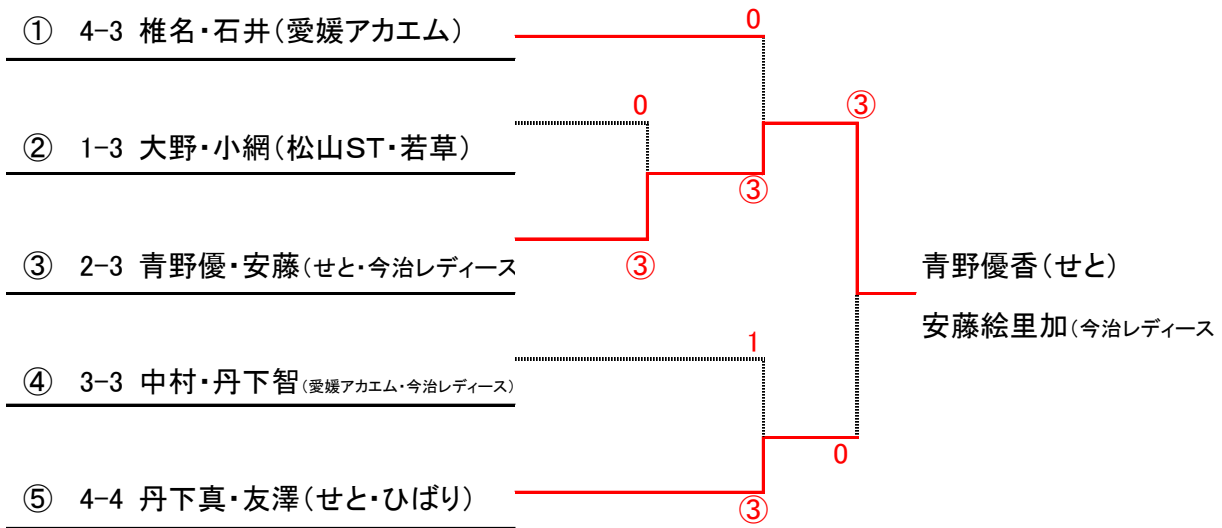 ① 4-3 椎名・石井（愛媛アカエム）
0
② 1-3 大野・小網（松山ST・若草）
0
③
③
③ 2-3 青野優・安藤（せと・今治レディース
③
青野優香（せと）
安藤絵里加（今治レディース
④ 3-3 中村・丹下智（愛媛アカエム・今治レディース）
1
0
⑤ 4-4 丹下真・友澤（せと・ひばり）
③